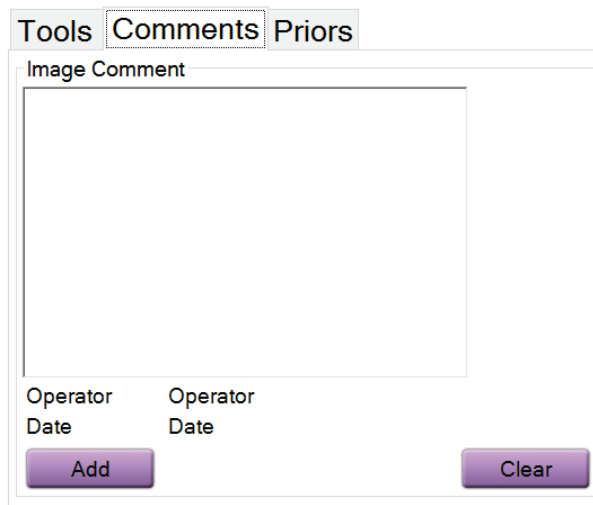 Tools Comments Priors
Image Comment
Operator Operator
Date Date
Add Clear